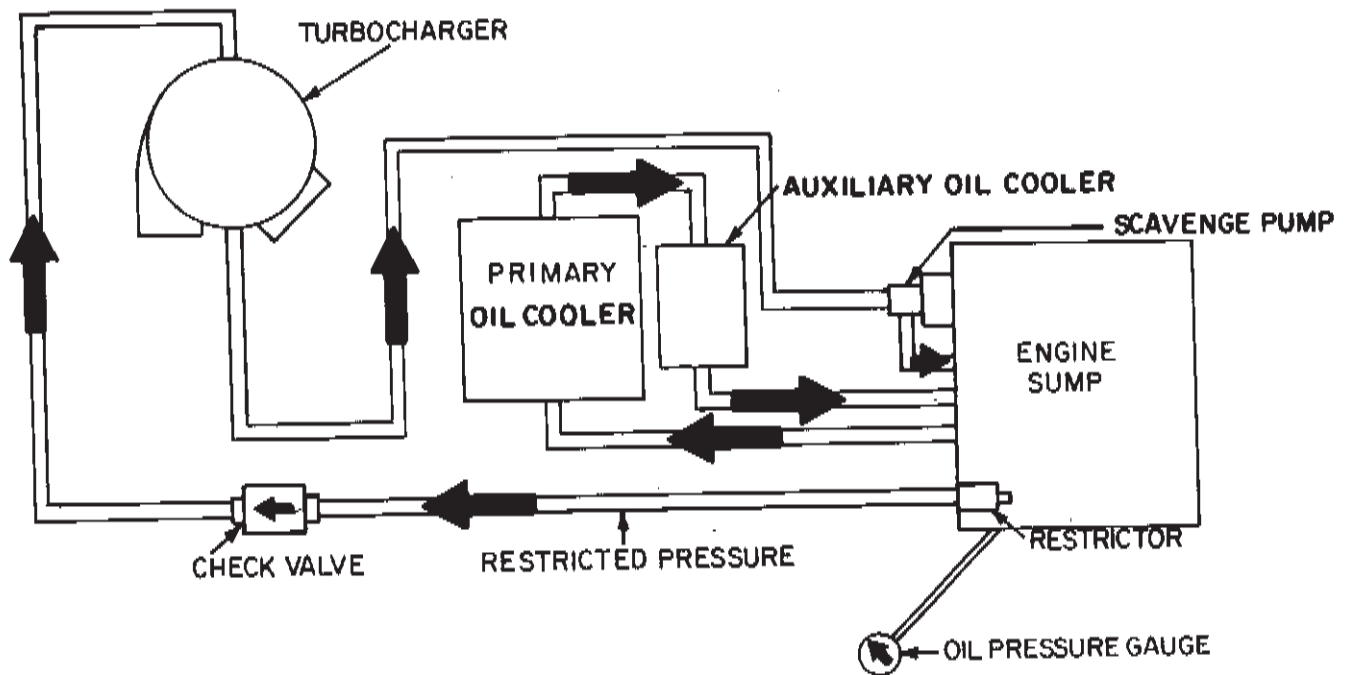 TURBOCHARGER
AUXILIARY OIL COOLER
SCAVENGE PUMP
PRIMARY
OIL COOLER
ENGINE
SUMP
CHECK VALVE
RESTRICTED PRESSURE
RESTRICTOR
OIL PRESSURE GAUGE